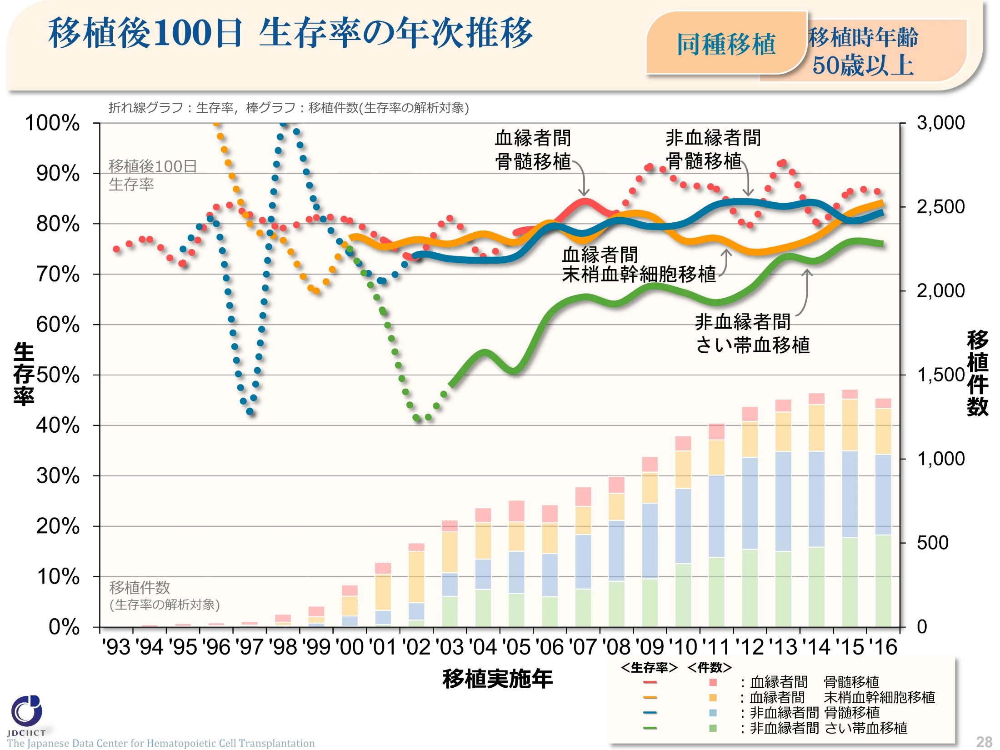 移植後100日 生存率の年次推移
同種移植
移植時年齢
50歳以上
折れ線グラフ：生存率，棒グラフ：移植件数(生存率の解析対象)
100%
90%
80%
70%
60%
50%
40%
30%
20%
10%
0%
生存率
移植後100日
生存率
血縁者間
骨髄移植
非血縁者間
骨髄移植
血縁者間
末梢血幹細胞移植
非血縁者間
さい帯血移植
移植件数
(生存率の解析対象)
3,000
2,500
2,000
1,500
1,000
500
0
移植件数
'93 '94 '95 '96 '97 '98 '99 '00 '01 '02 '03 '04 '05 '06 '07 '08 '09 '10 '11 '12 '13 '14 '15 '16
移植実施年
＜生存率＞ ＜件数＞
：血縁者間 骨髄移植
：血縁者間 末梢血幹細胞移植
：非血縁者間 骨髄移植
：非血縁者間 さい帯血移植
JDCHCT
The Japanese Data Center for Hematopoietic Cell Transplantation
28